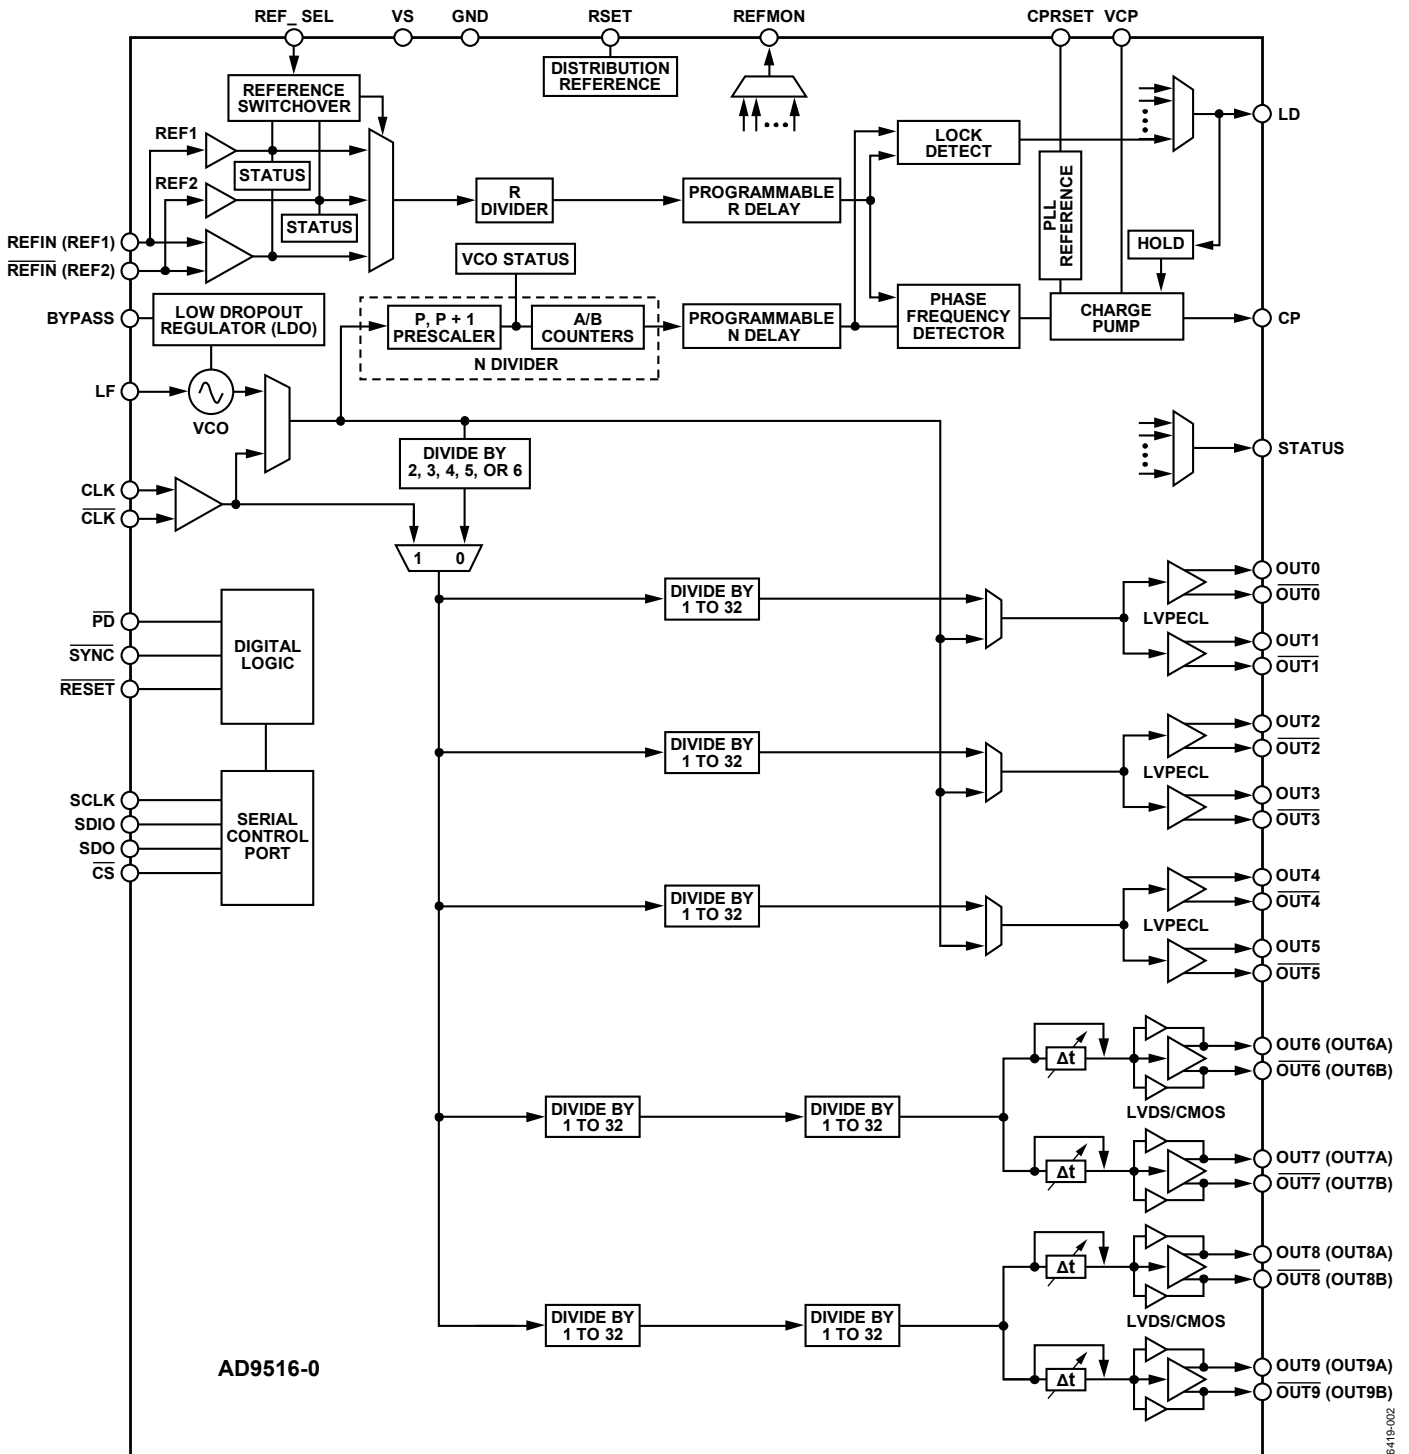 REF_ SEL
VS
GND
RSET
REFMON
CPRSET
VCP
DISTRIBUTION
REFERENCE
REFERENCE
SWITCHOVER
REF1
STATUS
REF2
STATUS
R
DIVIDER
PROGRAMMABLE
R DELAY
LOCK
DETECT
PLL
REFERENCE
LD
HOLD
REFIN (REF1)
REFIN (REF2)
VCO STATUS
BYPASS
LOW DROPOUT
REGULATOR (LDO)
P, P + 1
PRESCALER
A/B
COUNTERS
N DIVIDER
PROGRAMMABLE
N DELAY
PHASE
FREQUENCY
DETECTOR
CHARGE
PUMP
CP
LF
VCO
DIVIDE BY
2, 3, 4, 5, OR 6
STATUS
CLK
CLK
1 0
PD
SYNC
RESET
DIGITAL
LOGIC
SCLK
SDIO
SDO
CS
SERIAL
CONTROL
PORT
DIVIDE BY
1 TO 32
LVPECL
OUT0
OUT0
OUT1
OUT1
DIVIDE BY
1 TO 32
LVPECL
OUT2
OUT2
OUT3
OUT3
DIVIDE BY
1 TO 32
LVPECL
OUT4
OUT4
OUT5
OUT5
DIVIDE BY
1 TO 32
DIVIDE BY
1 TO 32
Δt
Δt
LVDS/CMOS
OUT6 (OUT6A)
OUT6 (OUT6B)
OUT7 (OUT7A)
OUT7 (OUT7B)
DIVIDE BY
1 TO 32
DIVIDE BY
1 TO 32
Δt
Δt
LVDS/CMOS
OUT8 (OUT8A)
OUT8 (OUT8B)
OUT9 (OUT9A)
OUT9 (OUT9B)
AD9516-0
6419-002